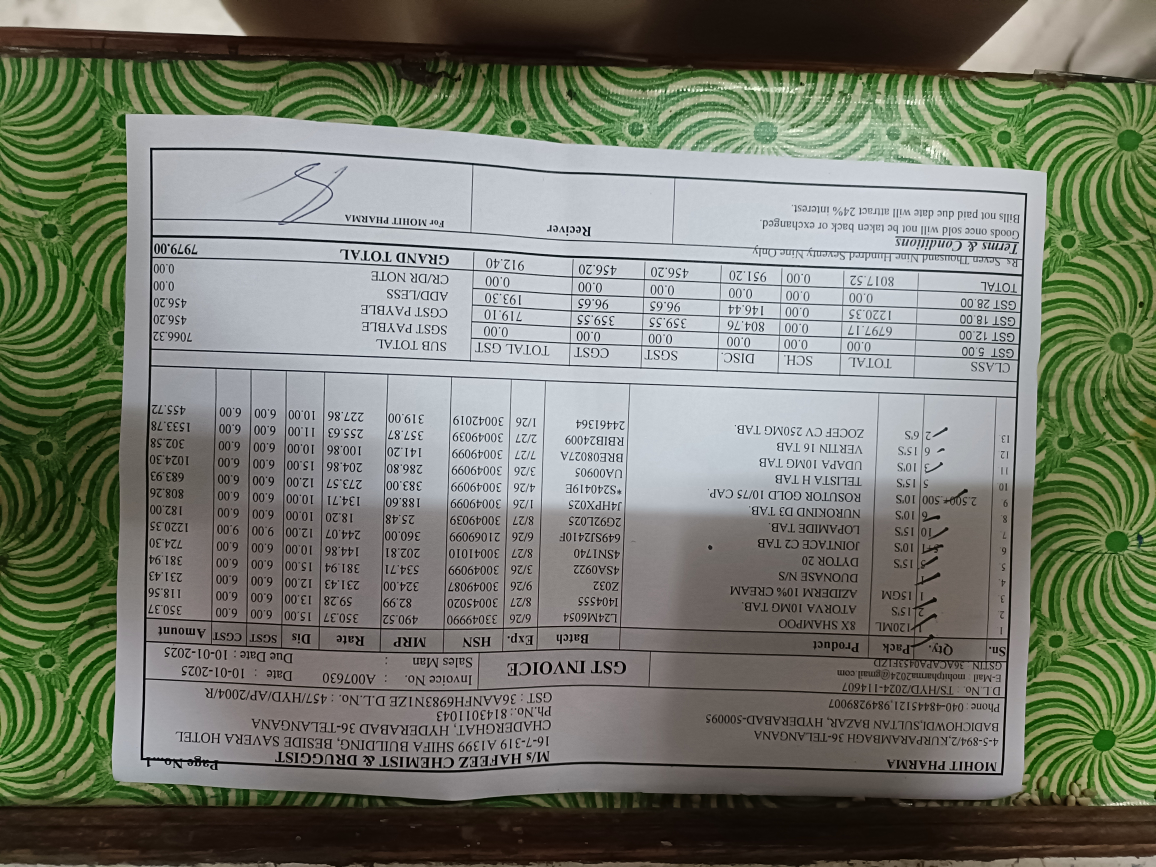 MOHIT PHARMA
4-5-894/2,KURPARAMBAGH 36-TELANGANA
BADICHOWDI,SULTAN BAZAR, HYDERABAD-500095
Phone : 040-48445121,9849289007
D L No. : TS/HYD/2024-114607
E-Mail mohitpharma2024@gmail.com
GSTIN
M/s HAFEEZ CHEMIST & DRUGGIST Page No...1
16-7-319 A1399 SHIFA BUILDING, BESIDE SAVERA HOTEL
CHADERGHAT, HYDERABAD 36-TELANGANA
Ph.No.: 8143011043
GST : 36AANFH6983N1ZE D.L.No. : 457/HYD/AP/2004/R
GST INVOICE
Invoice No. : A007630 Date : 10-01-2025
Sales Man : Due Date : 10-01-2025
Sn. Qty. Pack Product Batch Exp. HSN MRP Rate Dis SGST CGST Amount
1 1 120ML 8X SHAMPOO L24M6054 6/26 33049990 490.52 350.37 15.00 6.00 6.00 350.37
2 2 15'S ATORVA 10MG TAB. I404555 8/27 30045020 82.99 59.28 13.00 6.00 6.00 118.56
3 1 15GM AZIDERM 10% CREAM Z032 9/26 30049087 324.00 231.43 12.00 6.00 6.00 231.43
4. 1 DUONASE N/S 4SA0922 3/26 30049099 534.71 381.94 15.00 6.00 6.00 381.94
5. 5 15'S DYTOR 20 4SN1740 8/27 30041010 202.81 144.86 10.00 6.00 6.00 724.30
6. 10'S JOINTACE C2 TAB 649SJ2410F 6/26 21069099 360.00 244.07 12.00 9.00 9.00 1220.35
7. 10 15'S LOPAMIDE TAB. 2G92L025 8/27 30049039 25.48 18.20 10.00 6.00 6.00 182.00
8 6 10'S NUROKIND D3 TAB. J4HPX025 1/26 30049099 188.60 134.71 10.00 6.00 6.00 808.26
9 2.500+.500 10'S ROSUTOR GOLD 10/75 CAP. *S240419E 4/26 30049099 383.00 273.57 12.00 6.00 6.00 683.93
10 5 15'S TELISTA H TAB UA00905 3/26 30049099 286.80 204.86 15.00 6.00 6.00 1024.30
11 3 10'S UDAPA 10MG TAB BRE0B027A 7/27 30049099 141.20 100.86 10.00 6.00 6.00 302.58
12 6 15'S VERTIN 16 TAB RBIB24009 2/27 30049039 357.87 255.63 11.00 6.00 6.00 1533.78
13 2 6'S ZOCEF CV 250MG TAB. 24461364 1/26 30042019 319.00 227.86 10.00 6.00 6.00 455.72
CLASS TOTAL SCH DISC. SGST CGST TOTAL GST
GST 5.00 0.00 0.00 0.00 0.00 0.00 0.00
GST 12.00 6797.17 0.00 804.76 359.55 359.55 719.10
GST 18.00 1220.35 0.00 146.44 96.65 96.65 193.30
GST 28.00 0.00 0.00 0.00 0.00 0.00 0.00
TOTAL 8017.52 0.00 951.20 456.20 456.20 912.40
SUB TOTAL 7066.32
SGST PAYBLE 456.20
CGST PAYBLE 456.20
ADD/LESS 0.00
CR/DR NOTE 0.00
GRAND TOTAL 7979.00
Rs. Seven Thousand Nine Hundred Seventy Nine Only
Terms & Conditions
Goods once sold will not be taken back or exchanged.
Bills not paid due date will attract 24% interest.
Reciver
For MOHIT PHARMA